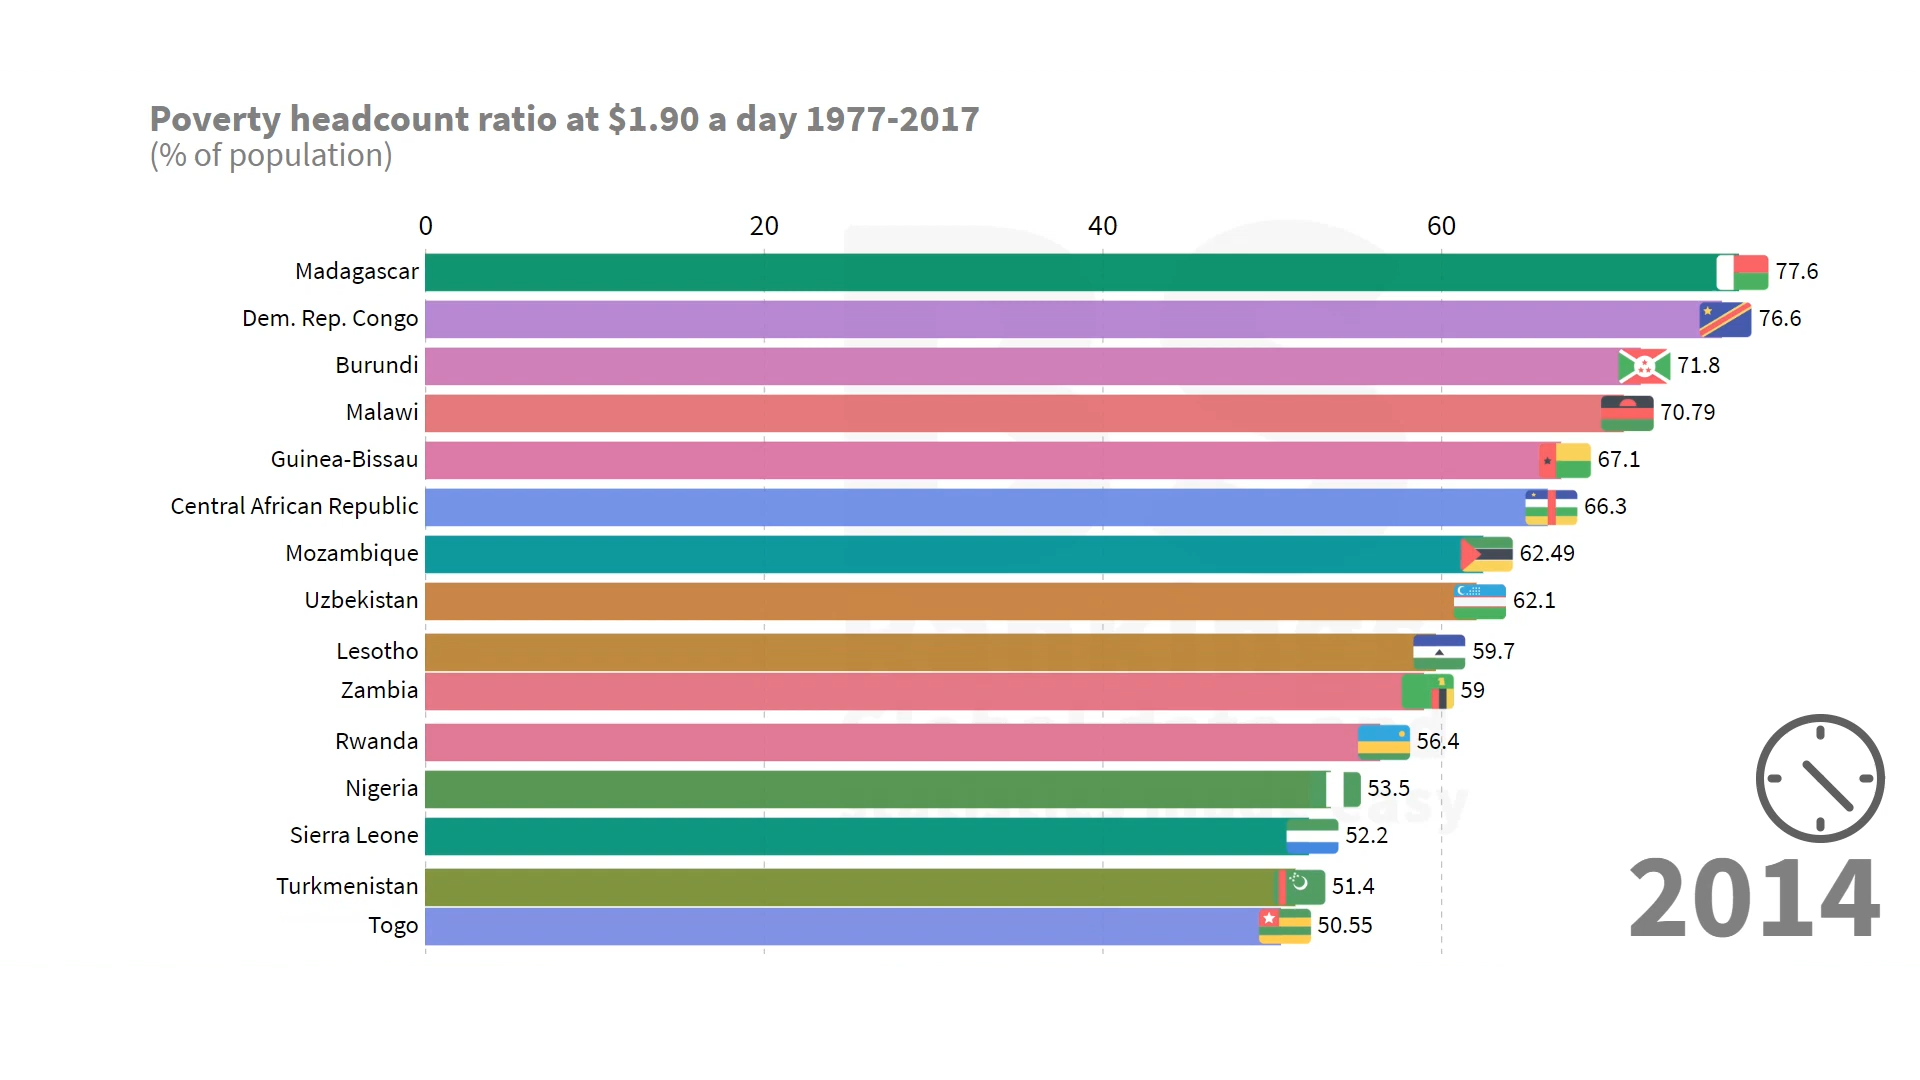 Poverty headcount ratio at $1.90 a day 1977-2017
(% of population)
0 20 40 60
Madagascar 77.6
Dem. Rep. Congo 76.6
Burundi 71.8
Malawi 70.79
Guinea-Bissau 67.1
Central African Republic 66.3
Mozambique 62.49
Uzbekistan 62.1
Lesotho 59.7
Zambia 59
Rwanda 56.4
Nigeria 53.5
Sierra Leone 52.2
Turkmenistan 51.4
Togo 50.55
2014